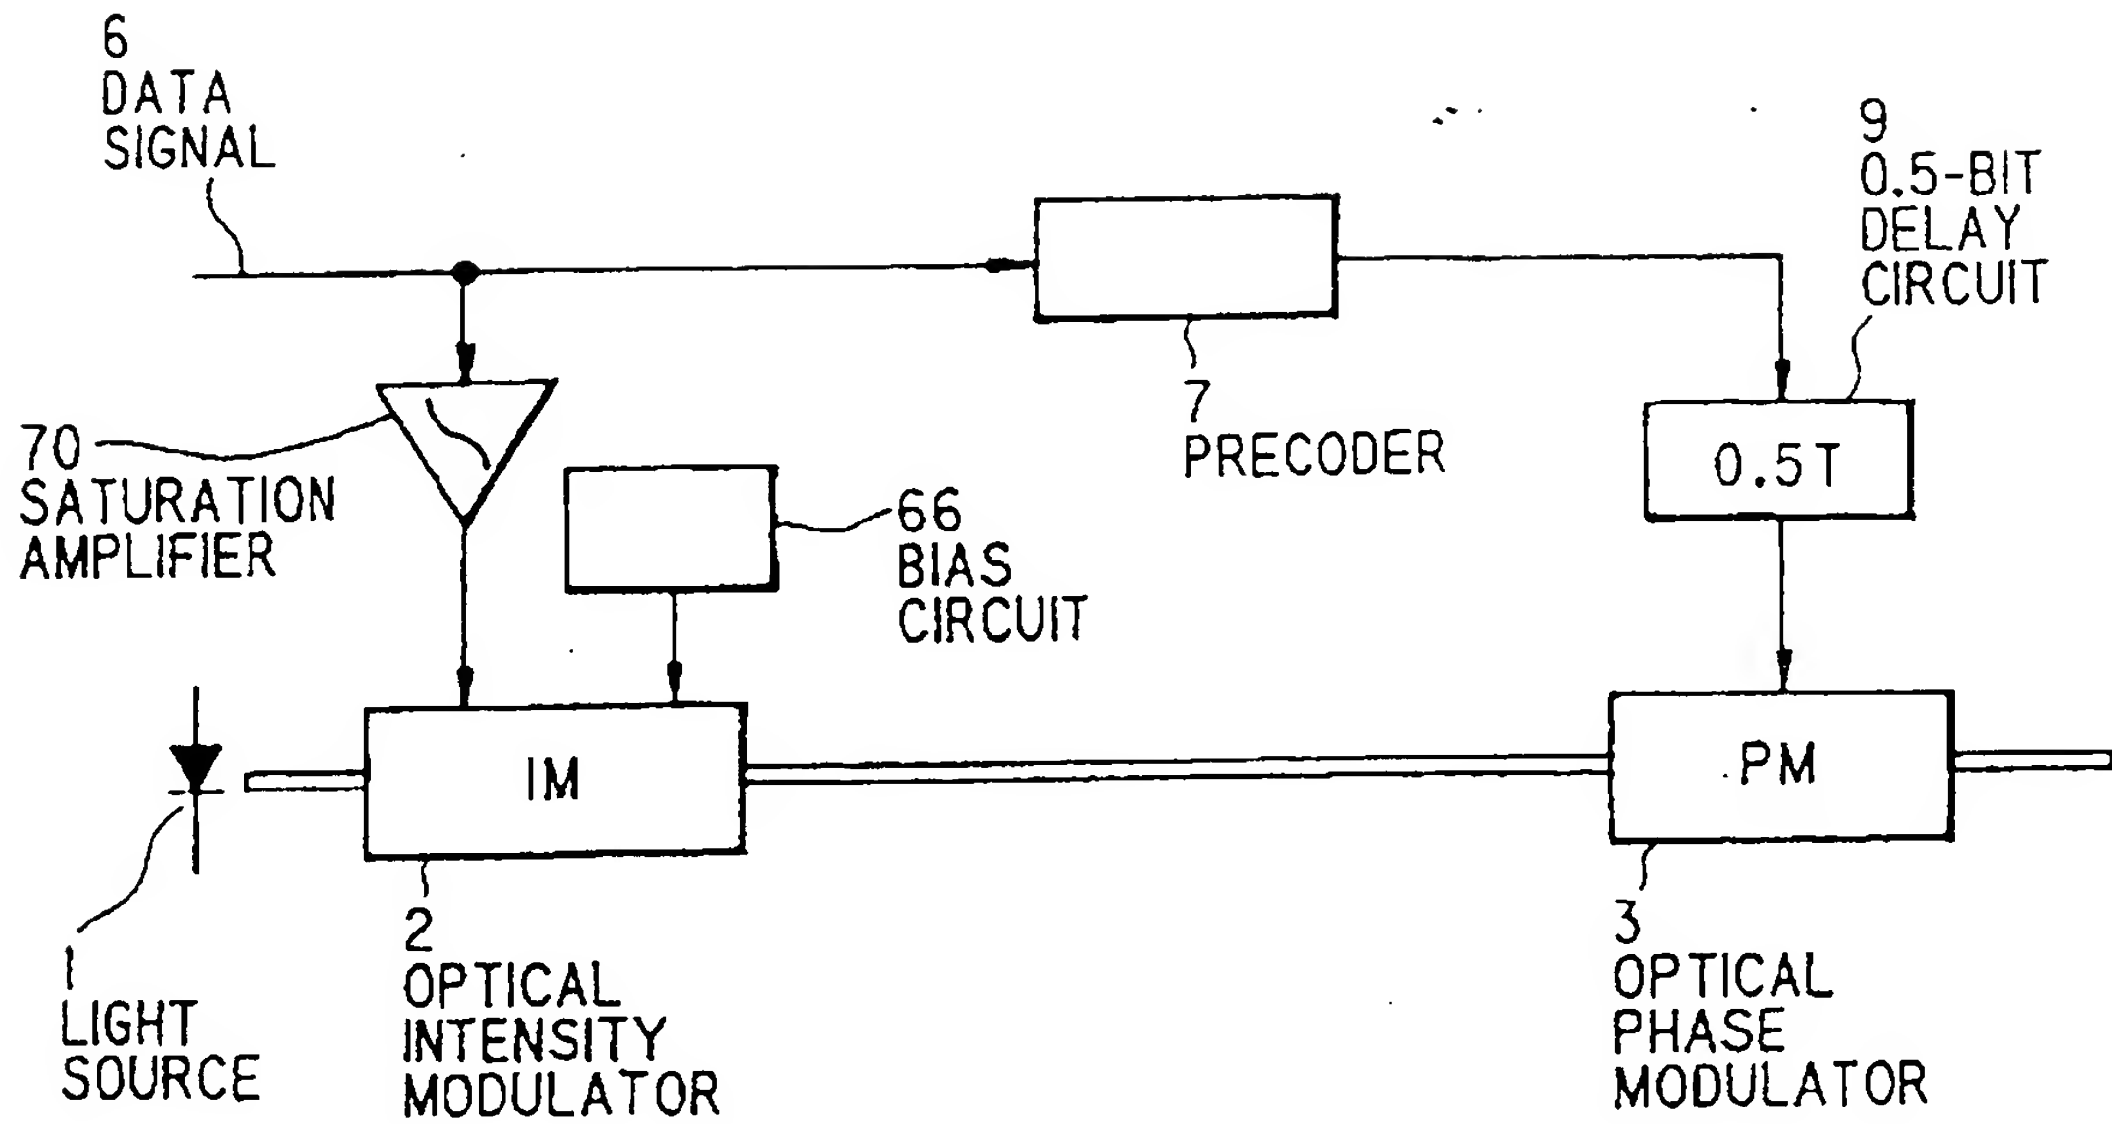 6
DATA
SIGNAL
9
0.5-BIT
DELAY
CIRCUIT
7
PRECODER
70
SATURATION
AMPLIFIER
0.5T
66
BIAS
CIRCUIT
IM
PM
1
LIGHT
SOURCE
2
OPTICAL
INTENSITY
MODULATOR
3
OPTICAL
PHASE
MODULATOR